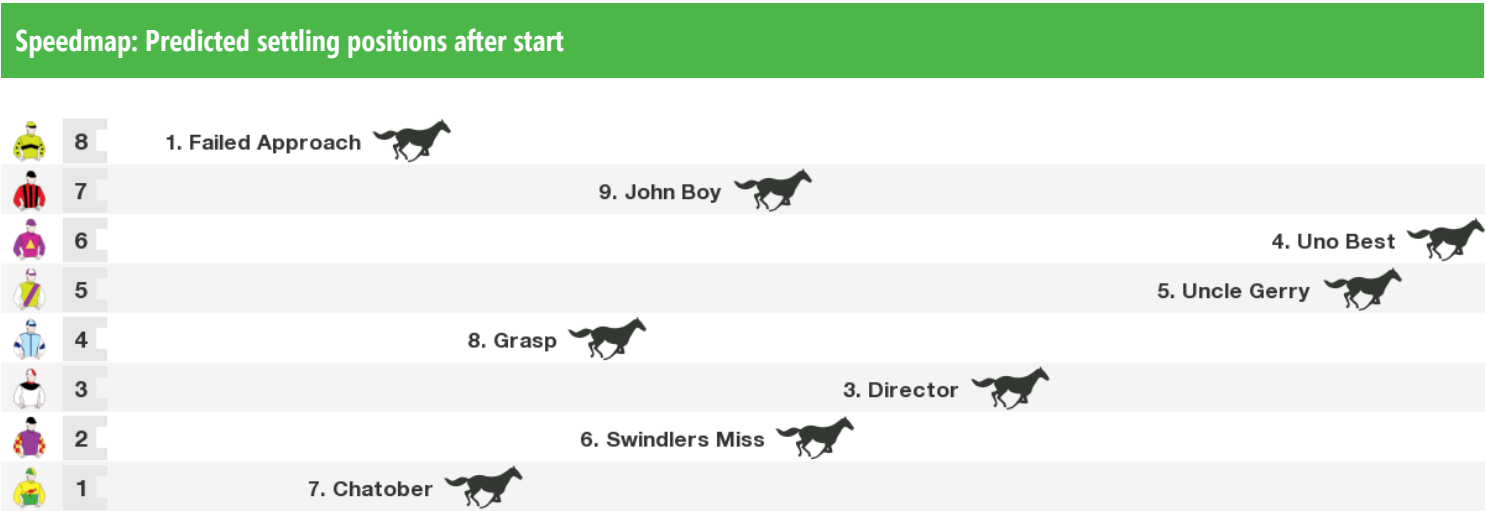 Speedmap: Predicted settling positions after start
8 1. Failed Approach
7 9. John Boy
6 4. Uno Best
5 5. Uncle Gerry
4 8. Grasp
3 3. Director
2 6. Swindlers Miss
1 7. Chatober